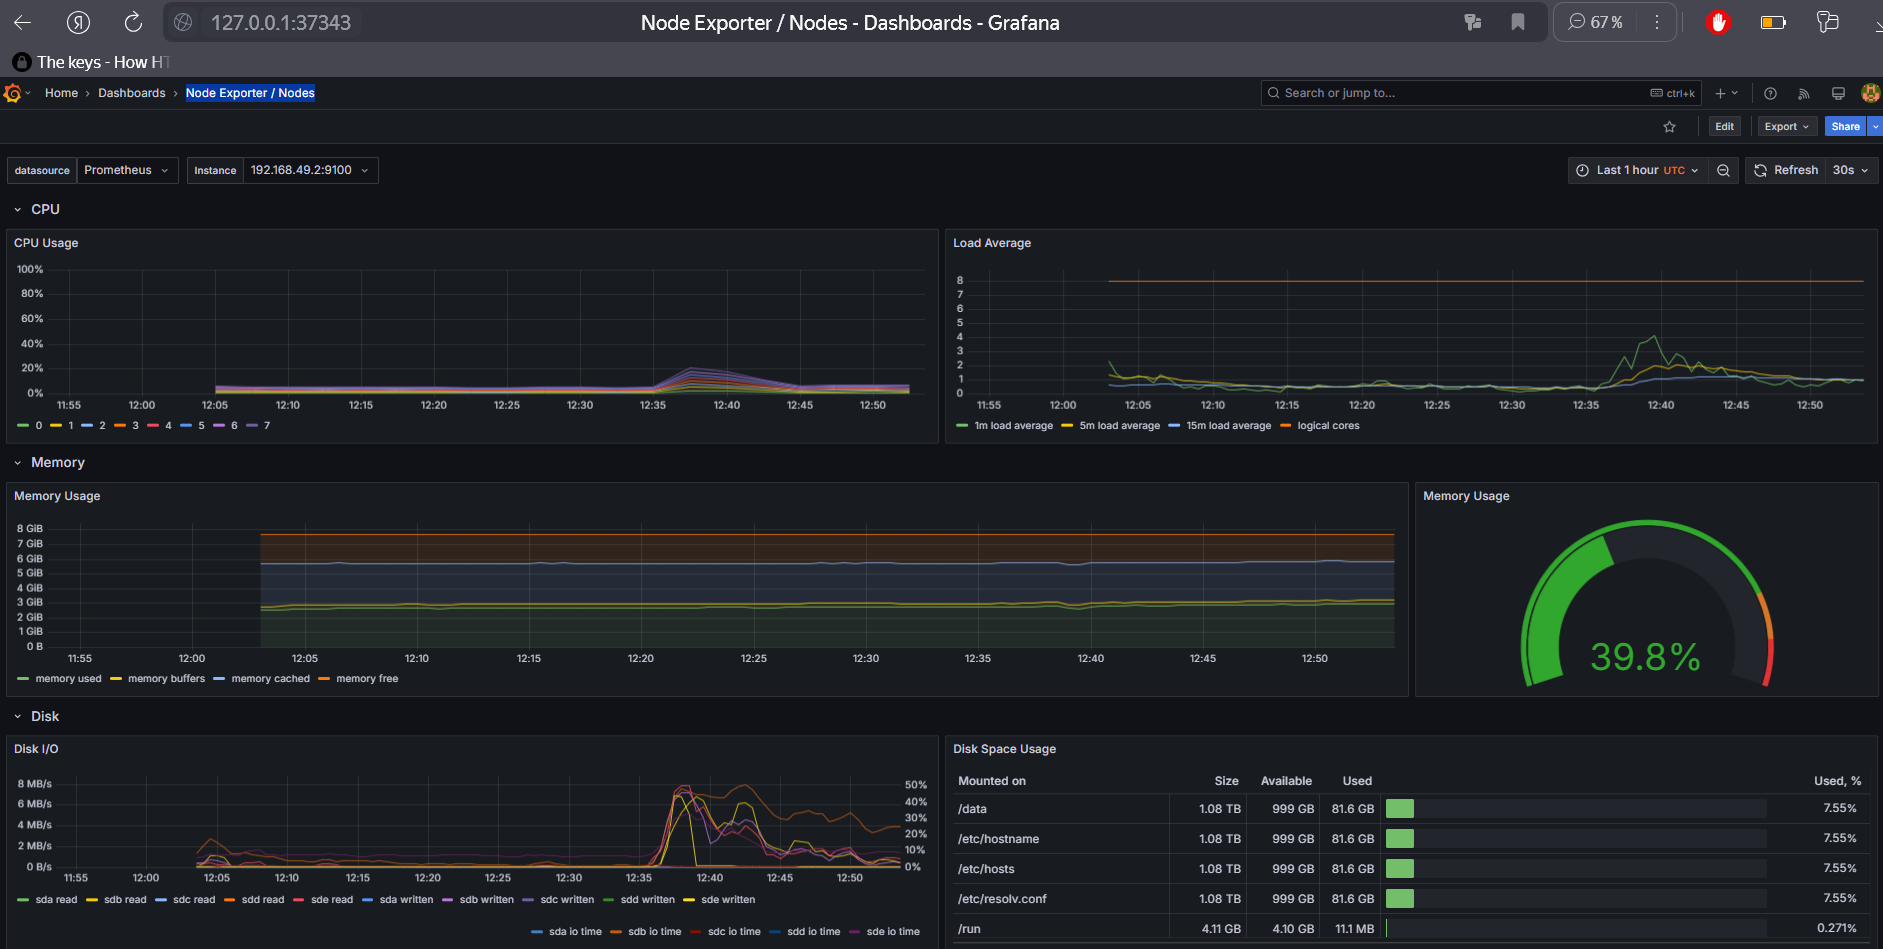 Я 127.0.0.1:37343 Node Exporter / Nodes - Dashboards - Grafana 67 %
The keys - How HT
Home › Dashboards › Node Exporter / Nodes Search or jump to... ctrl+k
Edit Export Share
datasource Prometheus Instance 192.168.49.2:9100 Last 1 hour UTC Refresh 30s
CPU
CPU Usage
100%
80%
60%
40%
20%
0%
11:55 12:00 12:05 12:10 12:15 12:20 12:25 12:30 12:35 12:40 12:45 12:50
0 1 2 3 4 5 6 7
Load Average
8
7
6
5
4
3
2
1
0
11:55 12:00 12:05 12:10 12:15 12:20 12:25 12:30 12:35 12:40 12:45 12:50
1m load average 5m load average 15m load average logical cores
Memory
Memory Usage
8 GiB
7 GiB
6 GiB
5 GiB
4 GiB
3 GiB
2 GiB
1 GiB
0 B
11:55 12:00 12:05 12:10 12:15 12:20 12:25 12:30 12:35 12:40 12:45 12:50
memory used memory buffers memory cached memory free
Memory Usage
39.8%
Disk
Disk I/O
8 MB/s
6 MB/s
4 MB/s
2 MB/s
0 B/s
50%
40%
30%
20%
10%
0%
11:55 12:00 12:05 12:10 12:15 12:20 12:25 12:30 12:35 12:40 12:45 12:50
sda read sdb read sdc read sdd read sde read sda written sdb written sdc written sdd written sde written
sda io time sdb io time sdc io time sdd io time sde io time
Disk Space Usage
Mounted on Size Available Used Used, %
/data 1.08 TB 999 GB 81.6 GB 7.55%
/etc/hostname 1.08 TB 999 GB 81.6 GB 7.55%
/etc/hosts 1.08 TB 999 GB 81.6 GB 7.55%
/etc/resolv.conf 1.08 TB 999 GB 81.6 GB 7.55%
/run 4.11 GB 4.10 GB 11.1 MB 0.271%